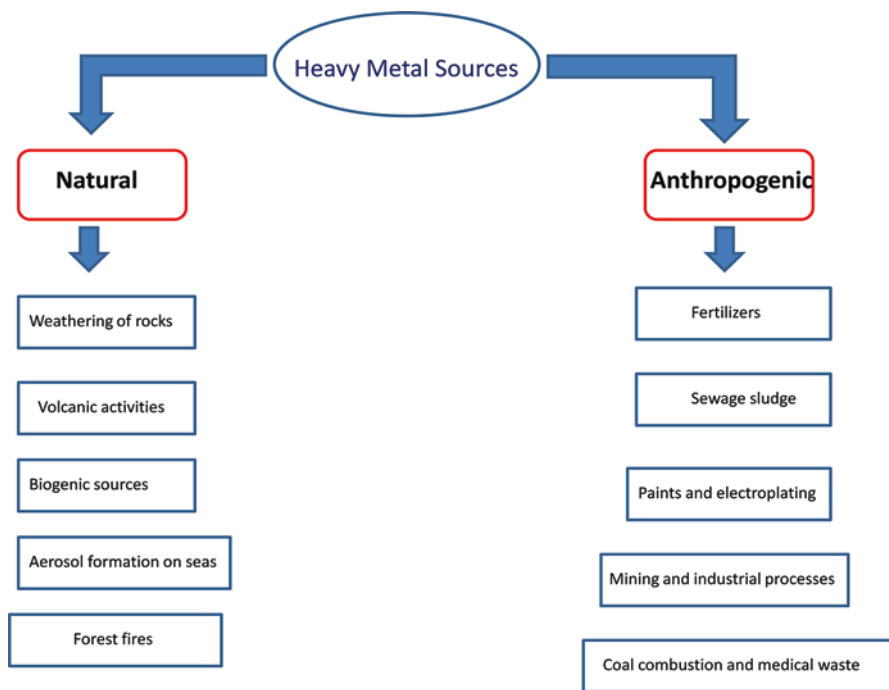 Heavy Metal Sources
Natural
Weathering of rocks
Volcanic activities
Biogenic sources
Aerosol formation on seas
Forest fires
Anthropogenic
Fertilizers
Sewage sludge
Paints and electroplating
Mining and industrial processes
Coal combustion and medical waste